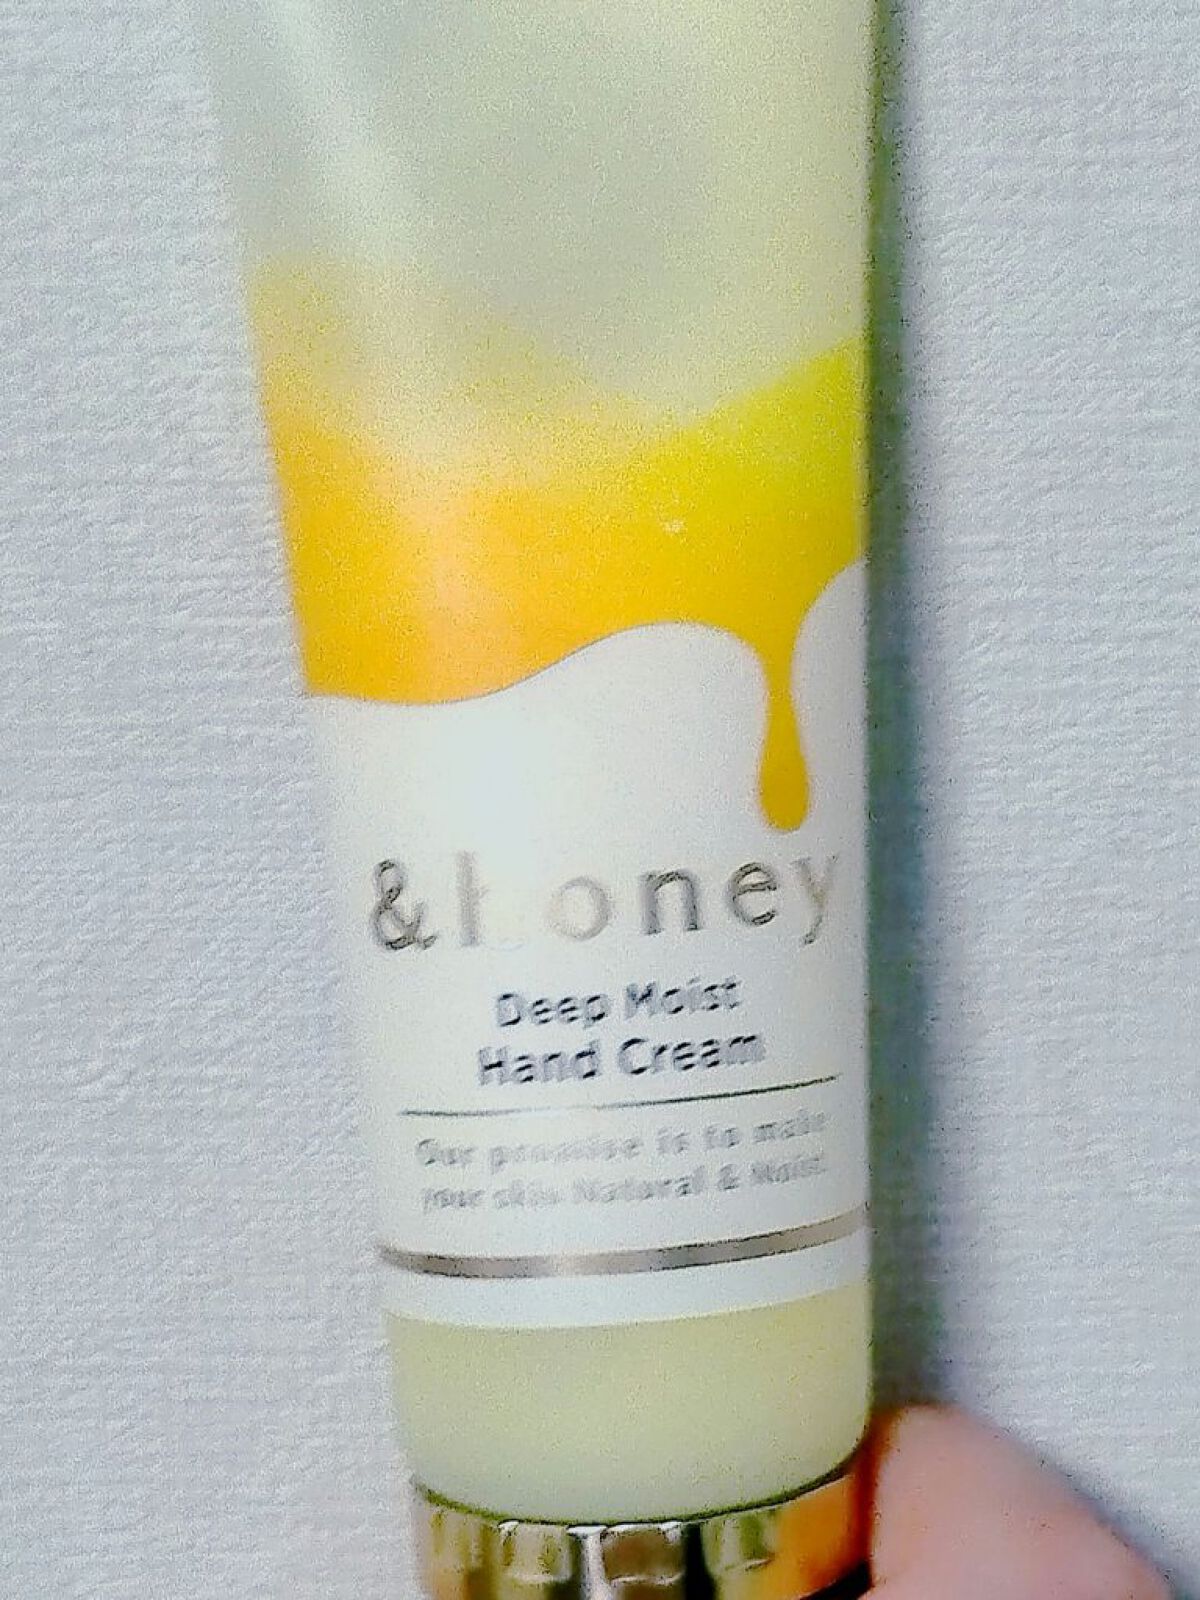 &honey
Deep Moist
Hand Cream
Our promise is to make
your skin Natural & Moist